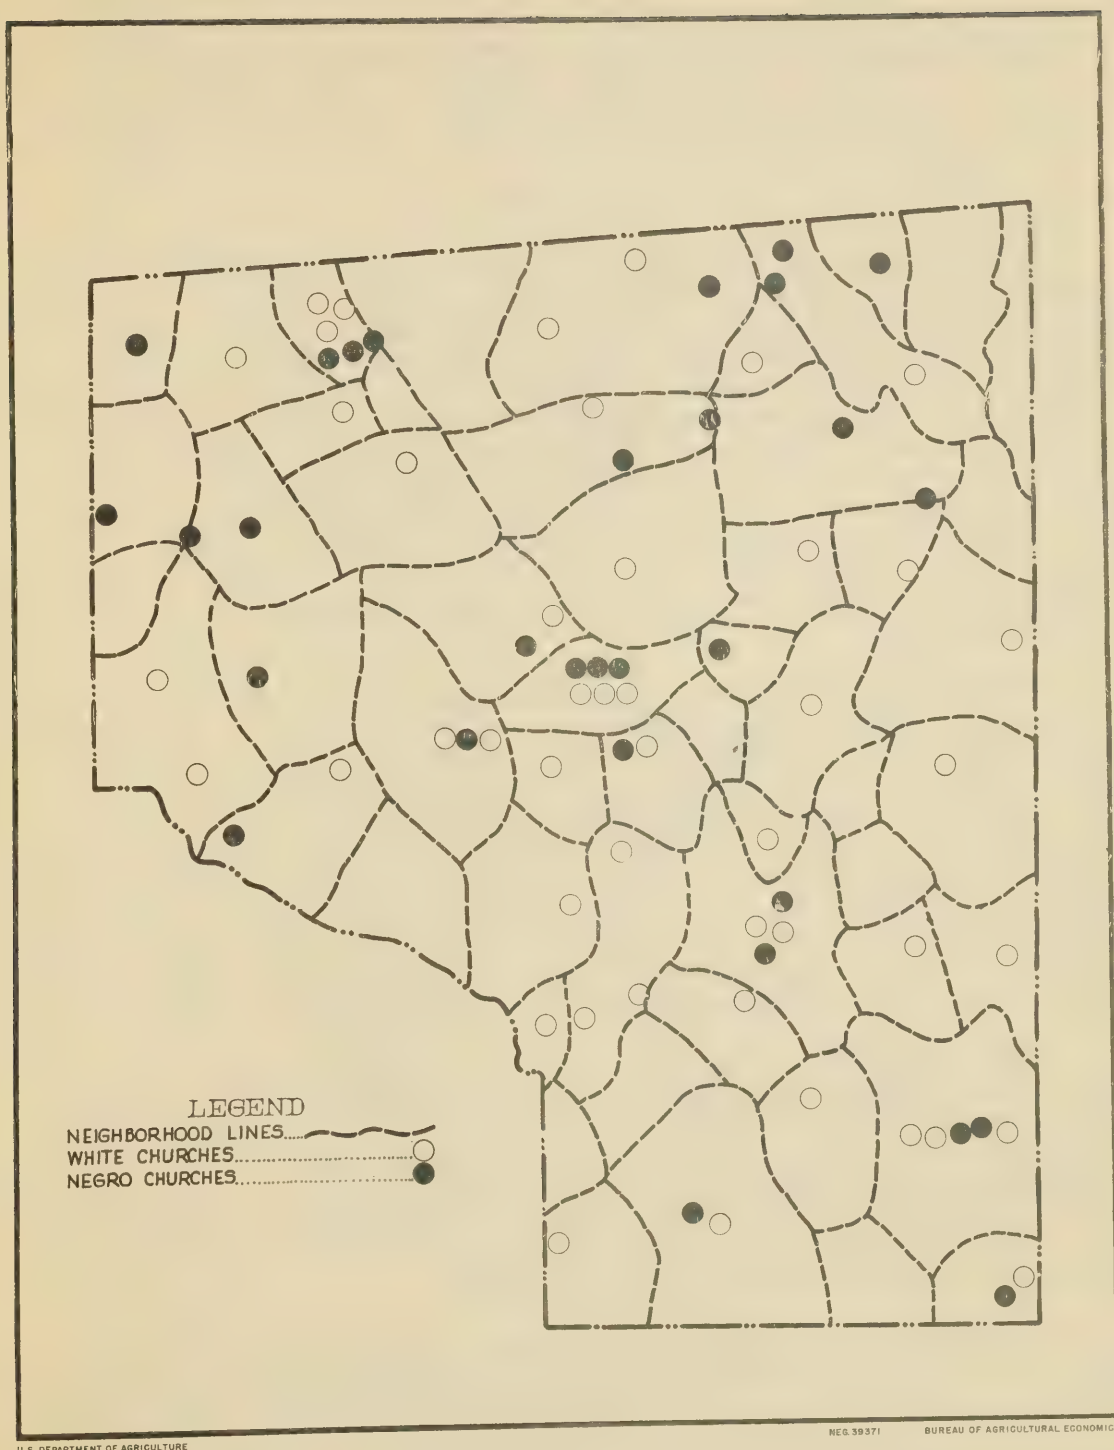 LEGEND
NEIGHBORHOOD LINES.....
WHITE CHURCHES..............................
NEGRO CHURCHES..............................
U.S. DEPARTMENT OF AGRICULTURE
NEG. 39371 BUREAU OF AGRICULTURAL ECONOMIC